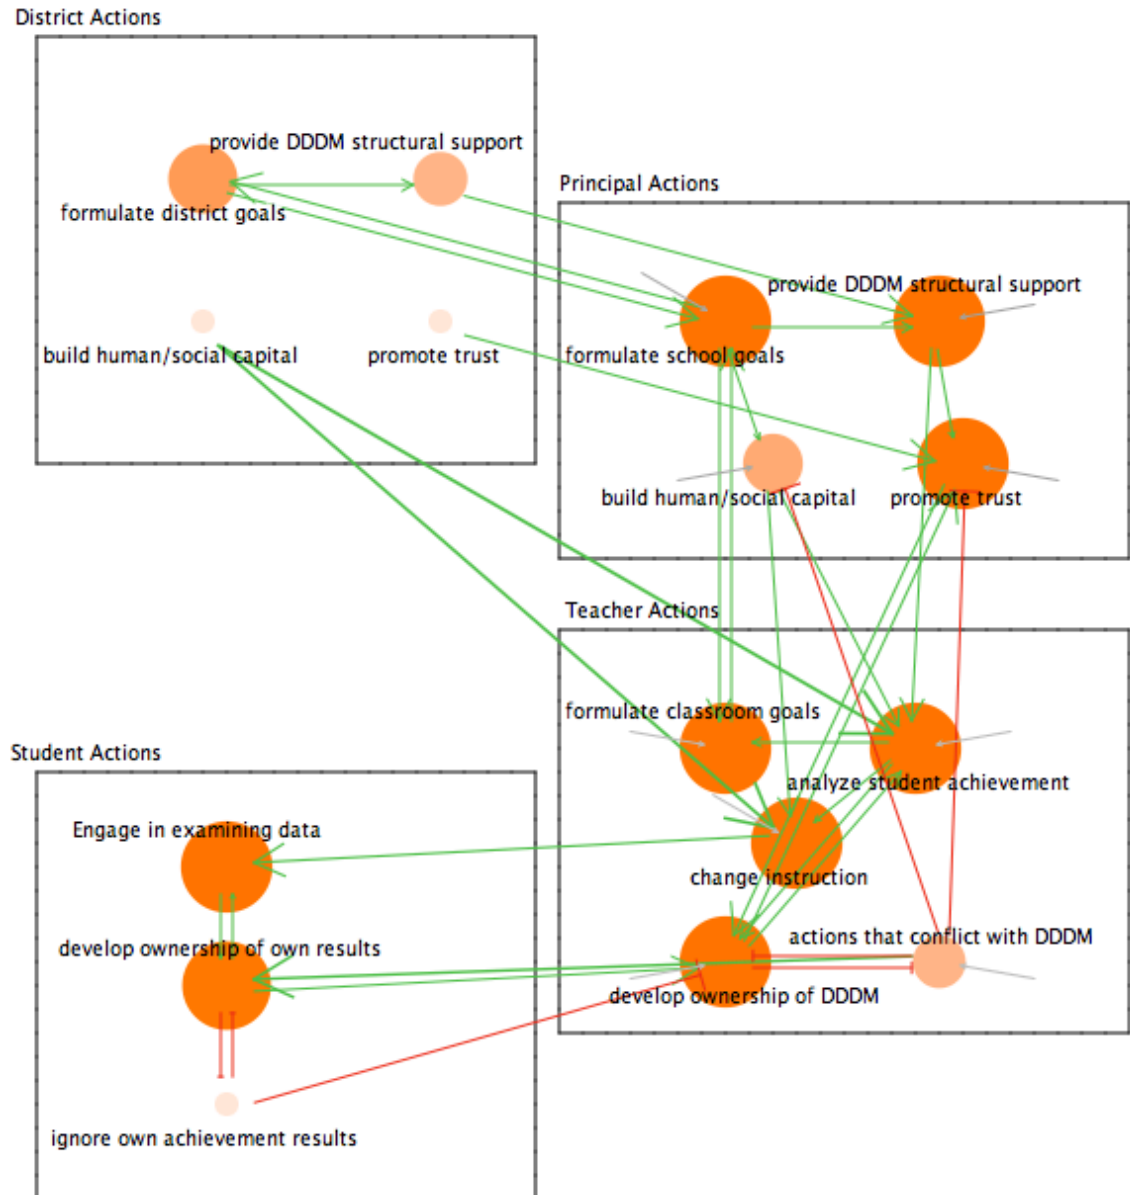 District Actions
provide DDDM structural support
formulate district goals
build human/social capital
promote trust
Principal Actions
provide DDDM structural support
formulate school goals
build human/social capital
promote trust
Teacher Actions
formulate classroom goals
analyze student achievement
change instruction
actions that conflict with DDDM
develop ownership of DDDM
Student Actions
Engage in examining data
develop ownership of own results
ignore own achievement results